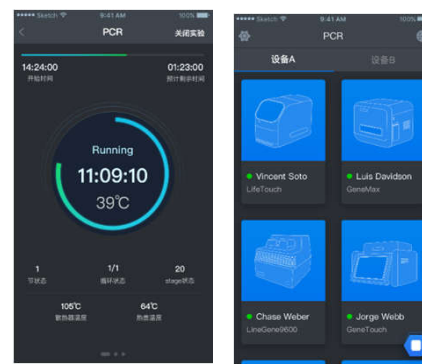 Sketch 9:41 AM 100%
PCR 关闭实验
14:24:00 01:23:00
开始时间 预计剩余时间
Running
11:09:10
39℃
1 1/1 20
节状态 循环状态 stage状态
105℃ 64℃
散热器温度 热盖温度
Sketch 9:41 AM 100%
PCR
设备A 设备B
Vincent Soto Luis Davidson
LifeTouch GeneMax
Chase Weber Jorge Webb
LineGene9600 GeneTouch